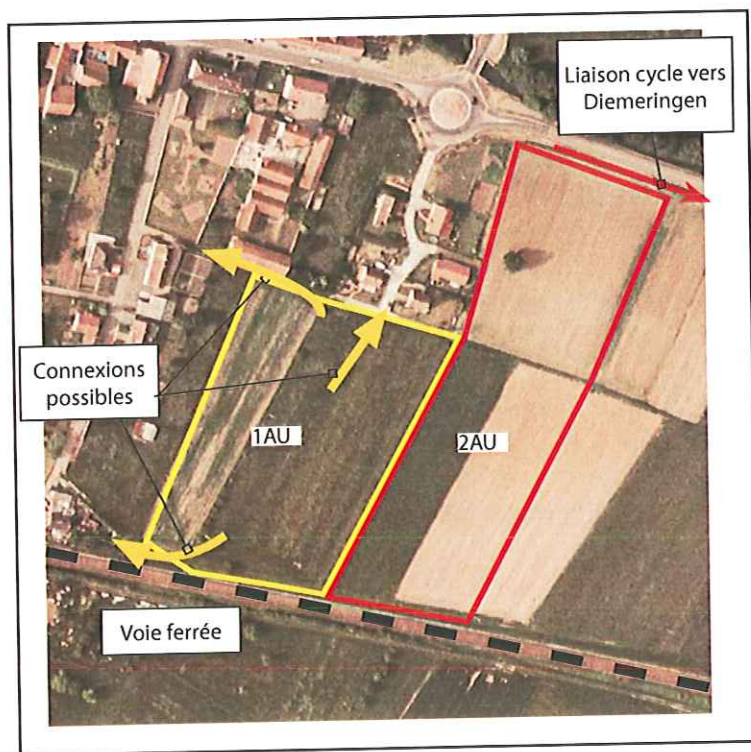 Liaison cycle vers
Diemeringen
Connexions
possibles
1AU
2AU
Voie ferrée